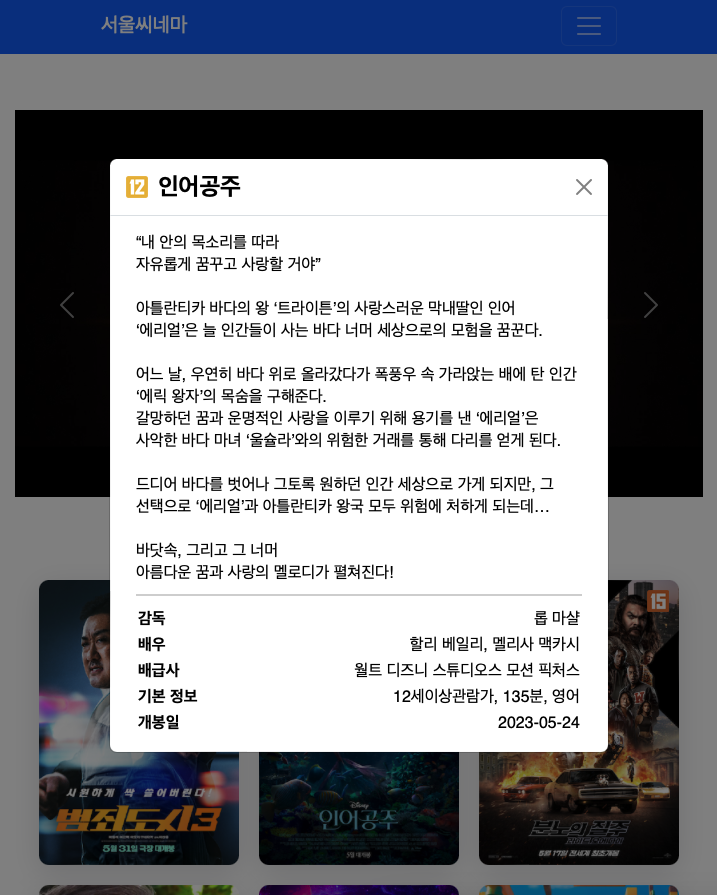 서울씨네마
12 인어공주
“내 안의 목소리를 따라
자유롭게 꿈꾸고 사랑할 거야”
아틀란티카 바다의 왕 ‘트라이튼’의 사랑스러운 막내딸인 인어
‘에리얼’은 늘 인간들이 사는 바다 너머 세상으로의 모험을 꿈꾼다.
어느 날, 우연히 바다 위로 올라갔다가 폭풍우 속 가라앉는 배에 탄 인간
‘에릭 왕자’의 목숨을 구해준다.
갈망하던 꿈과 운명적인 사랑을 이루기 위해 용기를 낸 ‘에리얼’은
사악한 바다 마녀 ‘울슐라’와의 위험한 거래를 통해 다리를 얻게 된다.
드디어 바다를 벗어나 그토록 원하던 인간 세상으로 가게 되지만, 그
선택으로 ‘에리얼’과 아틀란티카 왕국 모두 위험에 처하게 되는데…
바닷속, 그리고 그 너머
아름다운 꿈과 사랑의 멜로디가 펼쳐진다!
감독 롭 마샬
배우 할리 베일리, 멜리사 맥카시
배급사 월트 디즈니 스튜디오스 모션 픽처스
기본 정보 12세이상관람가, 135분, 영어
개봉일 2023-05-24
시원하게 싹 쓸어버린다!
범죄도시3
5월 31일 극장 대개봉
Disney
인어공주
5월 대개봉
15
분노의 질주
5월 17일 전세계 최초개봉